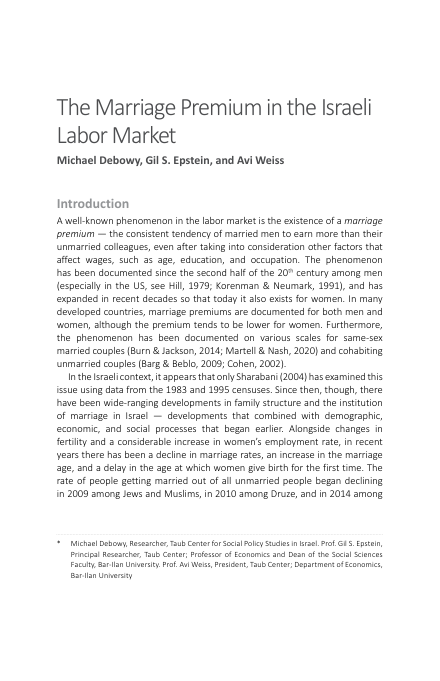 The Marriage Premium in the Israeli
Labor Market
Michael Debowy, Gil S. Epstein, and Avi Weiss
Introduction
A well-known phenomenon in the labor market is the existence of a marriage
premium — the consistent tendency of married men to earn more than their
unmarried colleagues, even after taking into consideration other factors that
affect wages, such as age, education, and occupation. The phenomenon
has been documented since the second half of the 20th century among men
(especially in the US, see Hill, 1979; Korenman & Neumark, 1991), and has
expanded in recent decades so that today it also exists for women. In many
developed countries, marriage premiums are documented for both men and
women, although the premium tends to be lower for women. Furthermore,
the phenomenon has been documented on various scales for same-sex
married couples (Burn & Jackson, 2014; Martell & Nash, 2020) and cohabiting
unmarried couples (Barg & Beblo, 2009; Cohen, 2002).
In the Israeli context, it appears that only Sharabani (2004) has examined this
issue using data from the 1983 and 1995 censuses. Since then, though, there
have been wide-ranging developments in family structure and the institution
of marriage in Israel — developments that combined with demographic,
economic, and social processes that began earlier. Alongside changes in
fertility and a considerable increase in women's employment rate, in recent
years there has been a decline in marriage rates, an increase in the marriage
age, and a delay in the age at which women give birth for the first time. The
rate of people getting married out of all unmarried people began declining
in 2009 among Jews and Muslims, in 2010 among Druze, and in 2014 among
* Michael Debowy, Researcher, Taub Center for Social Policy Studies in Israel. Prof. Gil S. Epstein,
Principal Researcher, Taub Center; Professor of Economics and Dean of the Social Sciences
Faculty, Bar-Ilan University. Prof. Avi Weiss, President, Taub Center; Department of Economics,
Bar-Ilan University